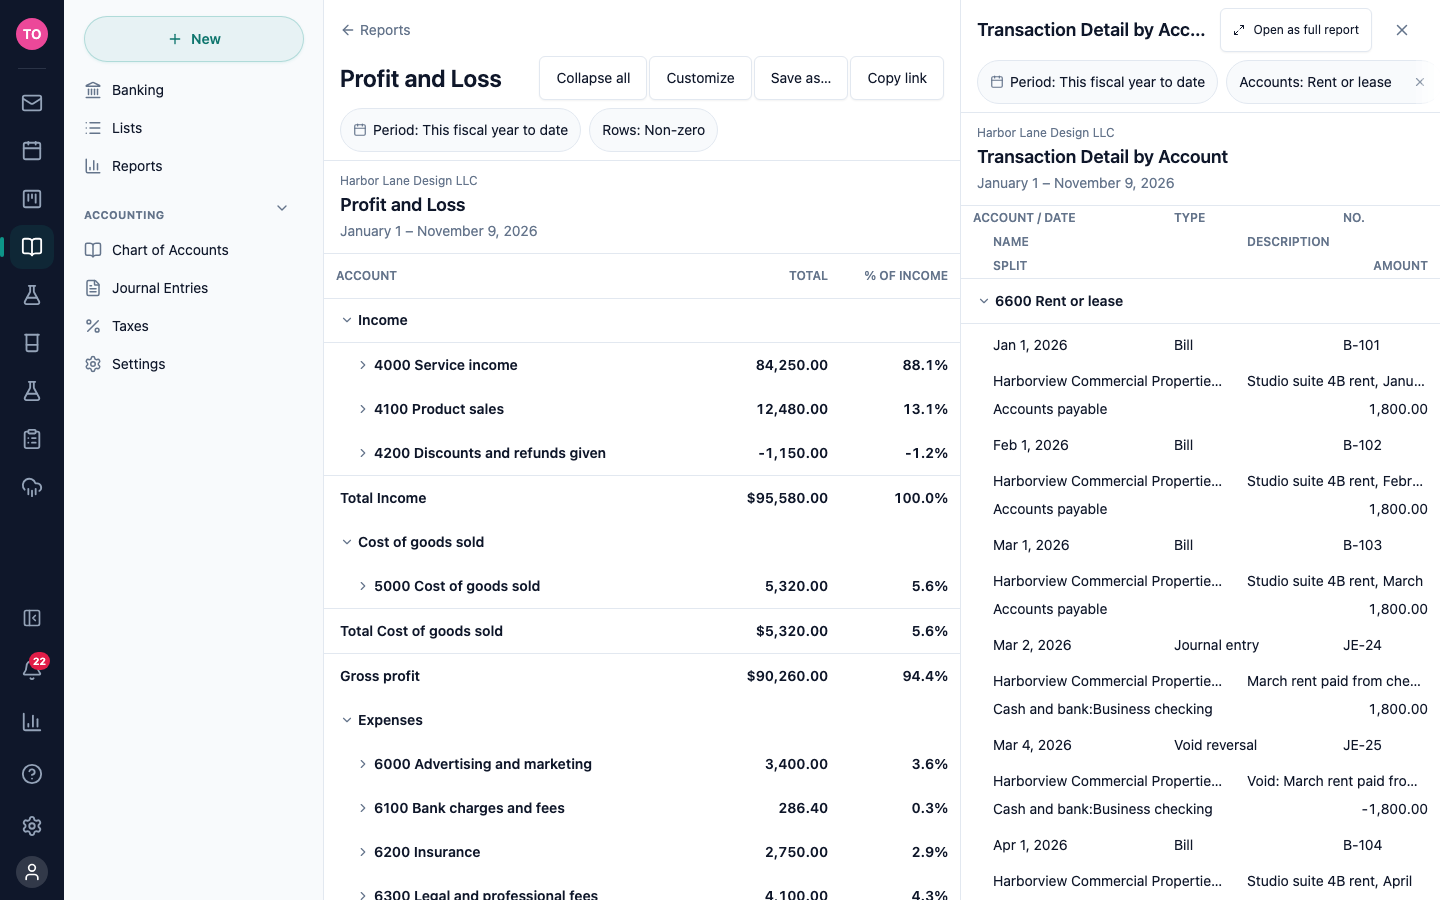 TO
22
New
Banking
Lists
Reports
ACCOUNTING
Chart of Accounts
Journal Entries
Taxes
Settings
Reports
Profit and Loss
Collapse all
Customize
Save as...
Copy link
Period: This fiscal year to date
Rows: Non-zero
Harbor Lane Design LLC
Profit and Loss
January 1 – November 9, 2026
ACCOUNT TOTAL % OF INCOME
Income
4000 Service income 84,250.00 88.1%
4100 Product sales 12,480.00 13.1%
4200 Discounts and refunds given -1,150.00 -1.2%
Total Income $95,580.00 100.0%
Cost of goods sold
5000 Cost of goods sold 5,320.00 5.6%
Total Cost of goods sold $5,320.00 5.6%
Gross profit $90,260.00 94.4%
Expenses
6000 Advertising and marketing 3,400.00 3.6%
6100 Bank charges and fees 286.40 0.3%
6200 Insurance 2,750.00 2.9%
6300 Legal and professional fees 4,100.00 4.3%
Transaction Detail by Acc...
Open as full report
Period: This fiscal year to date
Accounts: Rent or lease
Harbor Lane Design LLC
Transaction Detail by Account
January 1 – November 9, 2026
ACCOUNT / DATE TYPE NO.
NAME DESCRIPTION
SPLIT AMOUNT
6600 Rent or lease
Jan 1, 2026 Bill B-101
Harborview Commercial Propertie... Studio suite 4B rent, Janu...
Accounts payable 1,800.00
Feb 1, 2026 Bill B-102
Harborview Commercial Propertie... Studio suite 4B rent, Febr...
Accounts payable 1,800.00
Mar 1, 2026 Bill B-103
Harborview Commercial Propertie... Studio suite 4B rent, March
Accounts payable 1,800.00
Mar 2, 2026 Journal entry JE-24
Harborview Commercial Propertie... March rent paid from che...
Cash and bank:Business checking 1,800.00
Mar 4, 2026 Void reversal JE-25
Harborview Commercial Propertie... Void: March rent paid fro...
Cash and bank:Business checking -1,800.00
Apr 1, 2026 Bill B-104
Harborview Commercial Propertie... Studio suite 4B rent, April